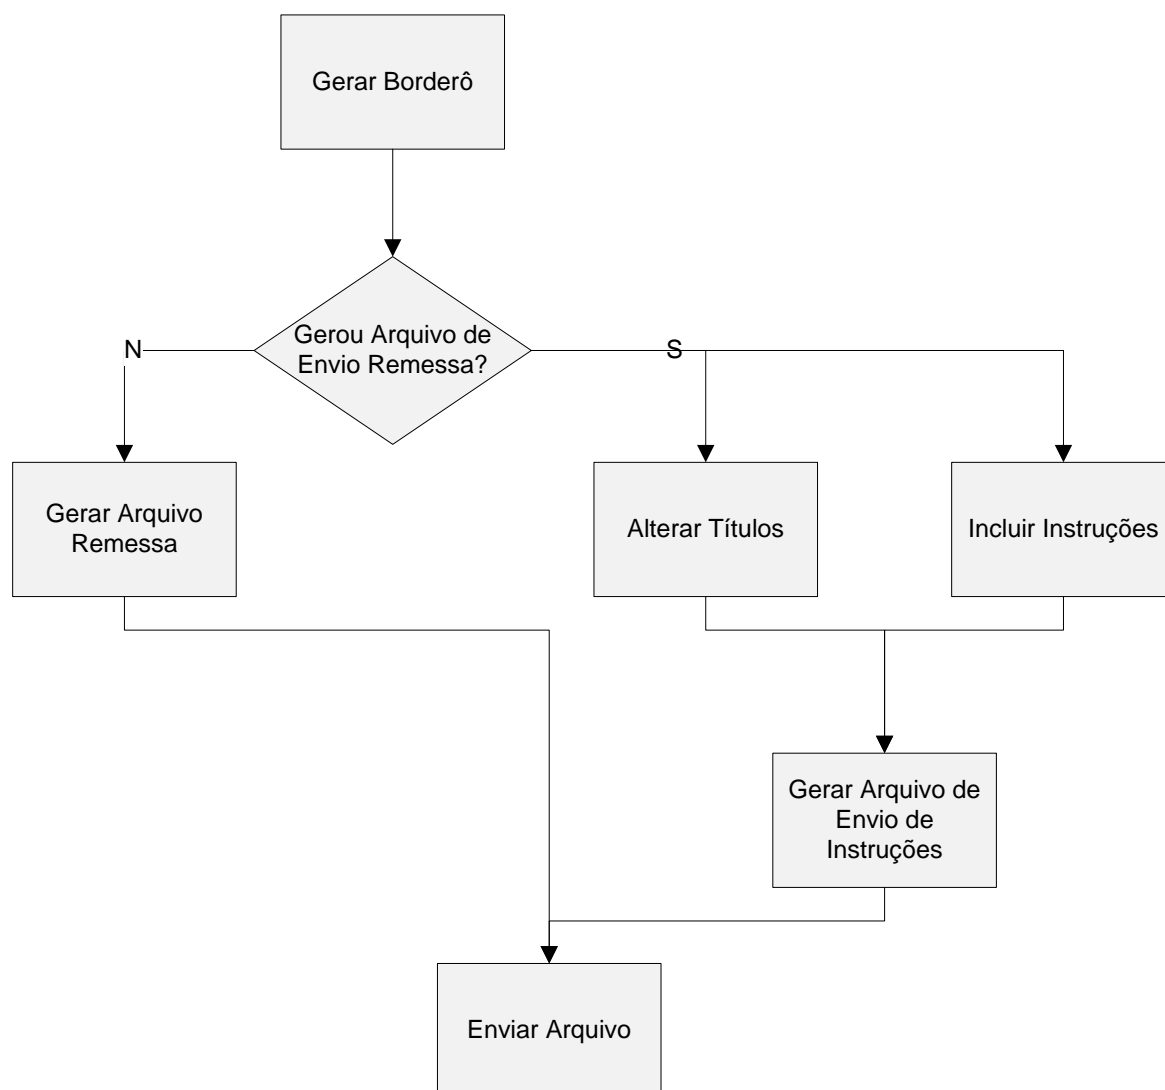 Gerar Borderô
Gerou Arquivo de
Envio Remessa?
N
S
Gerar Arquivo
Remessa
Alterar Títulos
Incluir Instruções
Gerar Arquivo de
Envio de
Instruções
Enviar Arquivo